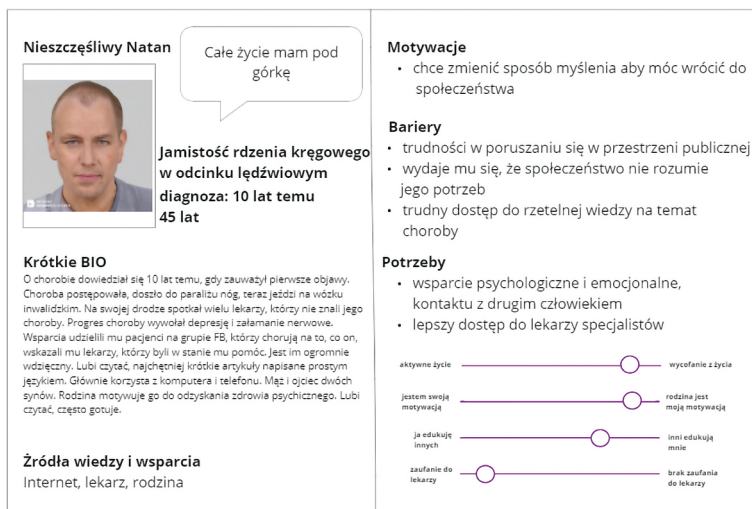 Nieszczęśliwy Natan
Całe życie mam pod
górkę
Jamistość rdzenia kręgowego
w odcinku lędźwiowym
diagnoza: 10 lat temu
45 lat
Krótkie BIO
O chorobie dowiedział się 10 lat temu, gdy zauważył pierwsze objawy.
Choroba postępowała, doszło do paraliżu nóg, teraz jeździ na wózku
inwalidzkim. Na swojej drodze spotkał wielu lekarzy, którzy nie znali jego
choroby. Progres choroby wywołał depresję i załamanie nerwowe.
Wsparcia udzielili mu pacjenci na grupie FB, którzy chorują na to, co on,
wskazali mu lekarzy, którzy byli w stanie mu pomóc. Jest im ogromnie
wdzięczny. Lubi czytać, najchętniej krótkie artykuły napisane prostym
językiem. Głównie korzysta z komputera i telefonu. Mąż i ojciec dwóch
synów. Rodzina motywuje go do odzyskania zdrowia psychicznego. Lubi
czytać, często gotuje.
Źródła wiedzy i wsparcia
Internet, lekarz, rodzina
Motywacje
• chce zmienić sposób myślenia aby móc wrócić do
społeczeństwa
Bariery
• trudności w poruszaniu się w przestrzeni publicznej
• wydaje mu się, że społeczeństwo nie rozumie
jego potrzeb
• trudny dostęp do rzetelnej wiedzy na temat
choroby
Potrzeby
• wsparcie psychologiczne i emocjonalne,
kontaktu z drugim człowiekiem
• lepszy dostęp do lekarzy specjalistów
aktywne życie
wycofanie z życia
jestem swoją
motywacją
rodzina jest
moją motywacją
ja edukuję
innych
inni edukują
mnie
zaufanie do
lekarzy
brak zaufania
do lekarzy